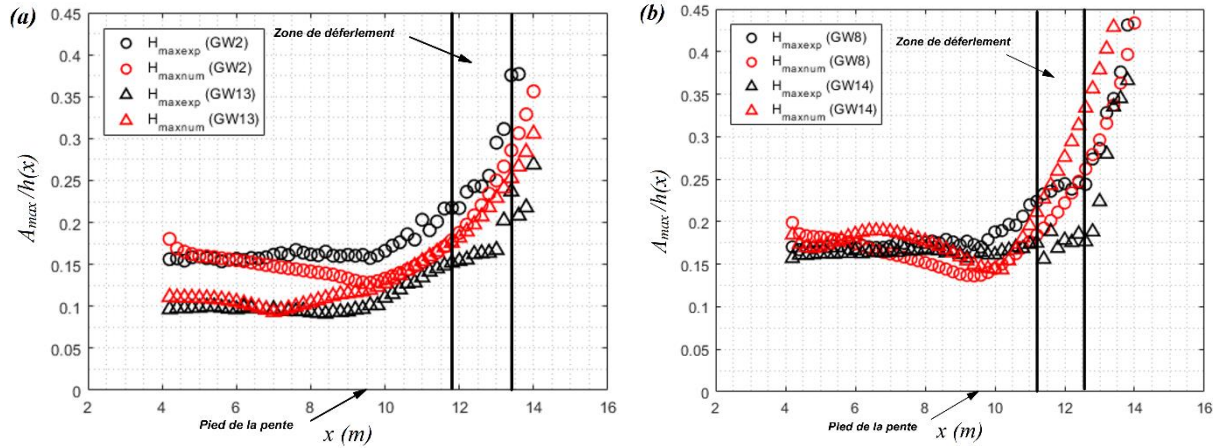 (a)
0.45
0.4
0.35
0.3
0.25
0.2
0.15
0.1
0.05
0
A_max/h(x)
H_maxexp (GW2)
H_maxnum (GW2)
H_maxexp (GW13)
H_maxnum (GW13)
Zone de déferlement
2 4 6 8 10 12 14 16
Pied de la pente
x (m)
(b)
0.45
0.4
0.35
0.3
0.25
0.2
0.15
0.1
0.05
0
A_max/h(x)
H_maxexp (GW8)
H_maxnum (GW8)
H_maxexp (GW14)
H_maxnum (GW14)
Zone de déferlement
2 4 6 8 10 12 14 16
Pied de la pente
x (m)